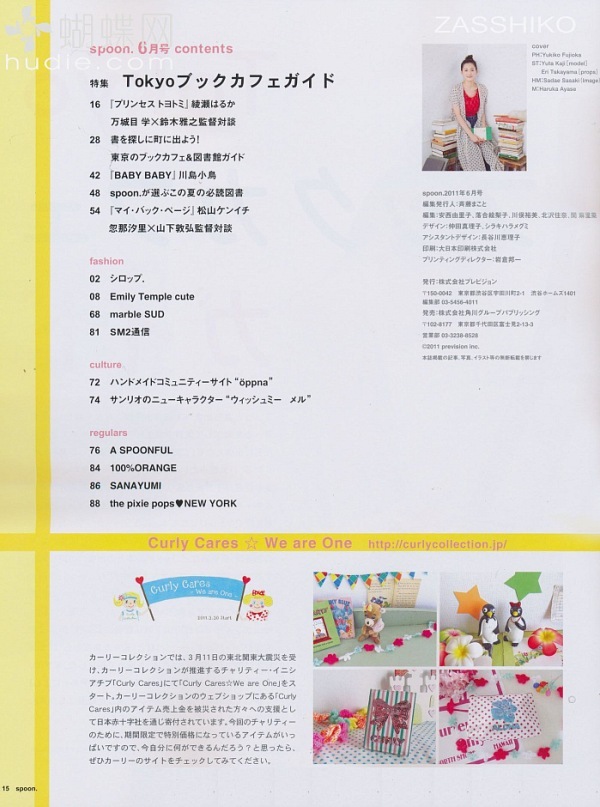 蝴蝶网
hudie.com
ZASSHIKO
spoon. 6月号 contents
特集 Tokyoブックカフェガイド
16 『プリンセス トヨトミ』 綾瀬はるか
万城目 学×鈴木雅之監督対談
28 書を探しに町に出よう!
東京のブックカフェ&図書館ガイド
42 『BABY BABY』 川島小鳥
48 spoon.が選ぶこの夏の必読図書
54 『マイ・バック・ページ』 松山ケンイチ
忽那汐里×山下敦弘監督対談
fashion
02 シロップ.
08 Emily Temple cute
68 marble SUD
81 SM2通信
culture
72 ハンドメイドコミュニティーサイト “öppna”
74 サンリオのニューキャラクター “ウィッシュミー メル”
regulars
76 A SPOONFUL
84 100%ORANGE
86 SANAYUMI
88 the pixie pops♥NEW YORK
cover
PH:Yukiko Fujioka
ST:Yuta Kaji [model]
Eri Takayama [props]
HM:Sadae Sasaki [image]
M:Haruka Ayase
spoon.2011年6月号
編集発行人:斉藤まこと
編集:安西由里子、落合絵梨子、川俣裕美、北沢佳奈、
デザイン:仲田真理子、シラキハラメグミ
アシスタントデザイン:長谷川恵理子
印刷:大日本印刷株式会社
プリンティングディレクター:岩倉邦一
発行:株式会社プレビジョン
〒150-0042 東京都渋谷区宇田川町2-1 渋谷ホームズ1401
編集部 03-5456-4011
発売:株式会社角川グループパブリッシング
〒102-8177 東京都千代田区富士見2-13-3
営業部 03-3238-8528
©2011 prevision inc.
本誌掲載の記事、写真、イラスト等の無断転載を禁じます
Curly Cares ☆ We are One http://curlycollection.jp/
Curly Cares
We are One
カーリーコレクションでは、3月11日の東北関東大震災を受
け、カーリーコレクションが推進するチャリティー・イニシ
アチブ「Curly Cares」にて「Curly Cares☆We are One」をス
タート。カーリーコレクションのウェブショップにある「Curly
Cares」内のアイテム売上金を被災された方々への支援とし
て日本赤十字社を通じ寄付されています。今回のチャリティー
のために、期間限定で特別価格になっているアイテムがいっ
ぱいですので、今自分に何ができるんだろう?と思ったら、
ぜひカーリーのサイトをチェックしてみてください。
15 spoon.